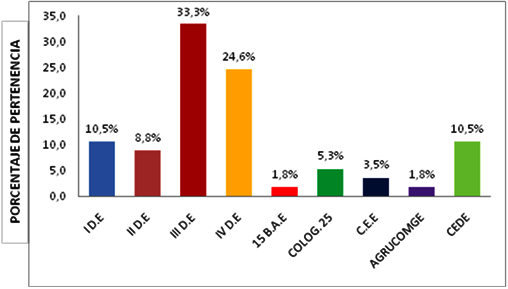 PORCENTAJE DE PERTENENCIA
35,0
30,0
25,0
20,0
15,0
10,0
5,0
0,0
10,5%
8,8%
33,3%
24,6%
1,8%
5,3%
3,5%
1,8%
10,5%
I D.E
II D.E
III D.E
IV D.E
15 B.A.E
COLOG. 25
C.E.E
AGRUCOMGE
CEDE